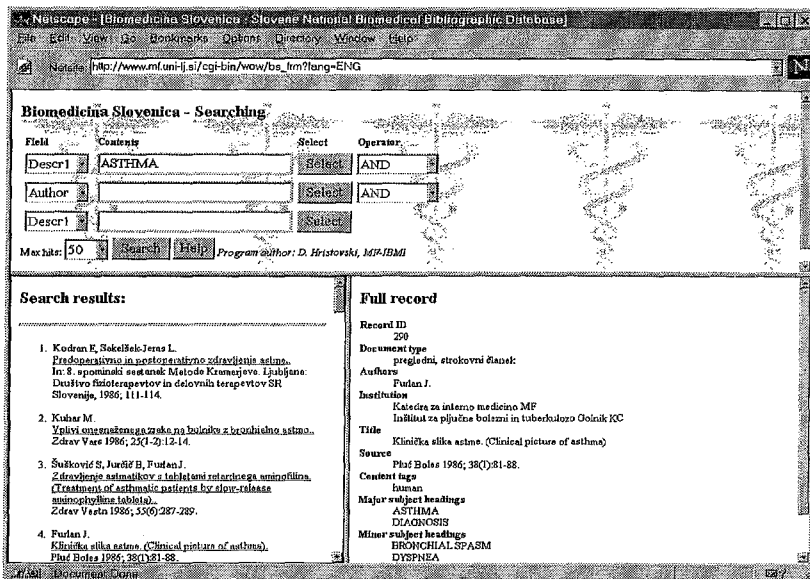 Netscape - [Biomedicina Slovenica - Slovene National Biomedical Bibliographic Database]
File Edit View Go Bookmarks Options Directory Window Help
Netsite: http://www.mf.uni-lj.si/cgi-bin/wow/bs_frm?lang=ENG
Biomedicina Slovenica - Searching
Field Contents Select Operator
Descr1 ASTHMA Select AND
Author Select AND
Descr1 Select
Max hits: 50 Search Help Program author: D. Hristovski, MF-IBMI
Search results:
1. Kodran F, Sokelšek-Jeras L.
Predoperativno in postoperativno zdravljenje astme..
In: 8. spominski sestanek Metode Kramerjeve. Ljubljana:
Društvo fizioterapevtov in delovnih terapevtov SR
Slovenije, 1986; 111-114.
2. Kuhar M.
Vplivi onesnaženega zraka na bolnike z bronhialno astmo..
Zdrav Vars 1986; 25(1-2):12-14.
3. Šušković S, Jurčić B, Furlan J.
Zdravljenje astmatikov s tabletami retardnega aminofilina.
(Treatment of asthmatic patients by slow-release
aminophylline tablets)..
Zdrav Vestn 1986; 55(6):287-289.
4. Furlan J.
Klinička slika astme. (Clinical picture of asthma).
Pluć Boles 1986; 38(1):81-88.
Full record
Record ID
290
Document type
pregledni, strokovni članek
Authors
Furlan J.
Institution
Katedra za interno medicino MF
Inštitut za pljučne bolezni in tuberkulozo Golnik KC
Title
Klinička slika astme. (Clinical picture of asthma)
Source
Pluć Boles 1986; 38(1):81-88.
Content tags
human
Major subject headings
ASTHMA
DIAGNOSIS
Minor subject headings
BRONCHIAL SPASM
DYSPNEA
Document Done